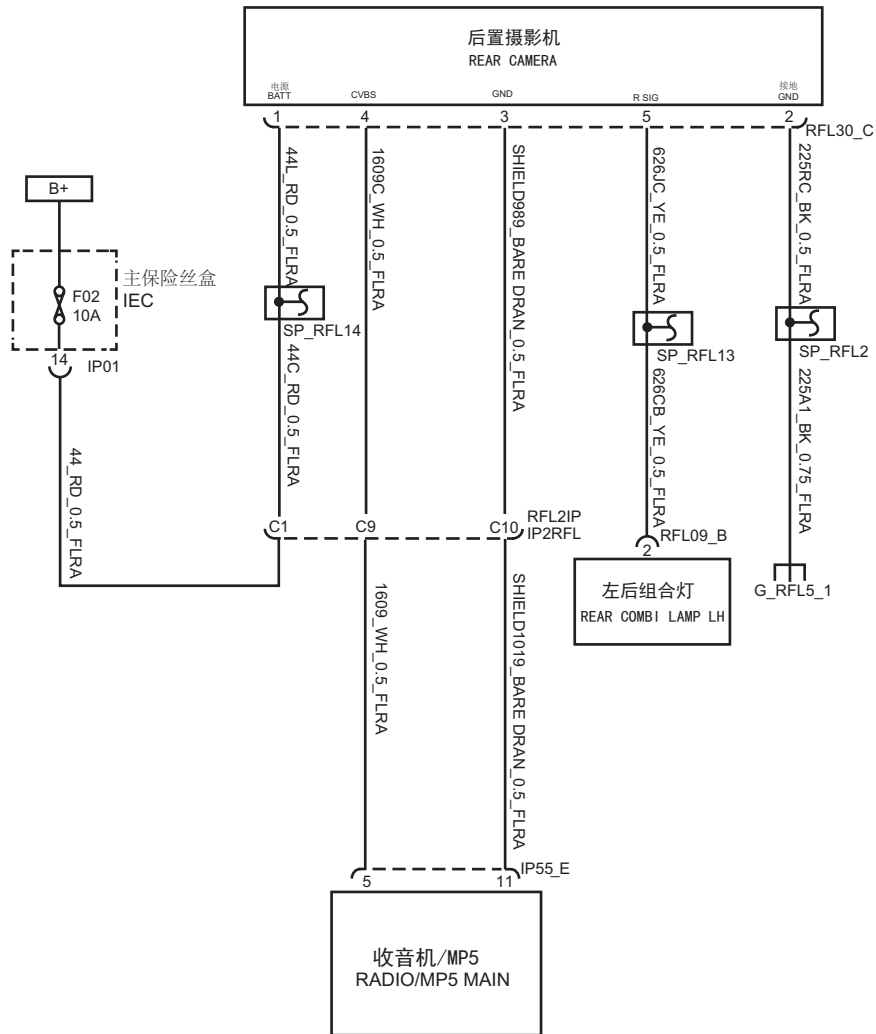 后置摄影机
REAR CAMERA
电源
BATT
CVBS
GND
R SIG
接地
GND
1
4
3
5
2
RFL30_C
44L_RD_0.5_FLRA
1609C_WH_0.5_FLRA
SHIELD989_BARE DRAN_0.5_FLRA
626JC_YE_0.5_FLRA
225RC_BK_0.5_FLRA
B+
主保险丝盒
IEC
F02
10A
14
IP01
SP_RFL14
SP_RFL13
SP_RFL2
44_RD_0.5_FLRA
44C_RD_0.5_FLRA
626CB_YE_0.5_FLRA
225A1_BK_0.75_FLRA
C1
C9
C10
RFL2IP
IP2RFL
RFL09_B
2
左后组合灯
REAR COMBI LAMP LH
G_RFL5_1
1609_WH_0.5_FLRA
SHIELD1019_BARE DRAN_0.5_FLRA
IP55_E
5
11
收音机/MP5
RADIO/MP5 MAIN